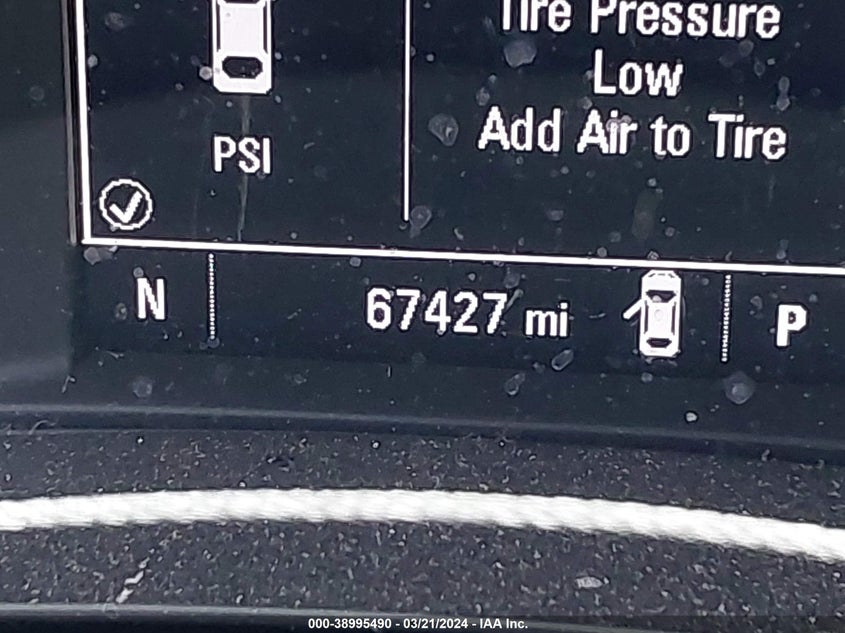 Tire Pressure
Low
Add Air to Tire
PSI
N 67427 mi P
000-38995490 - 03/21/2024 - IAA Inc.